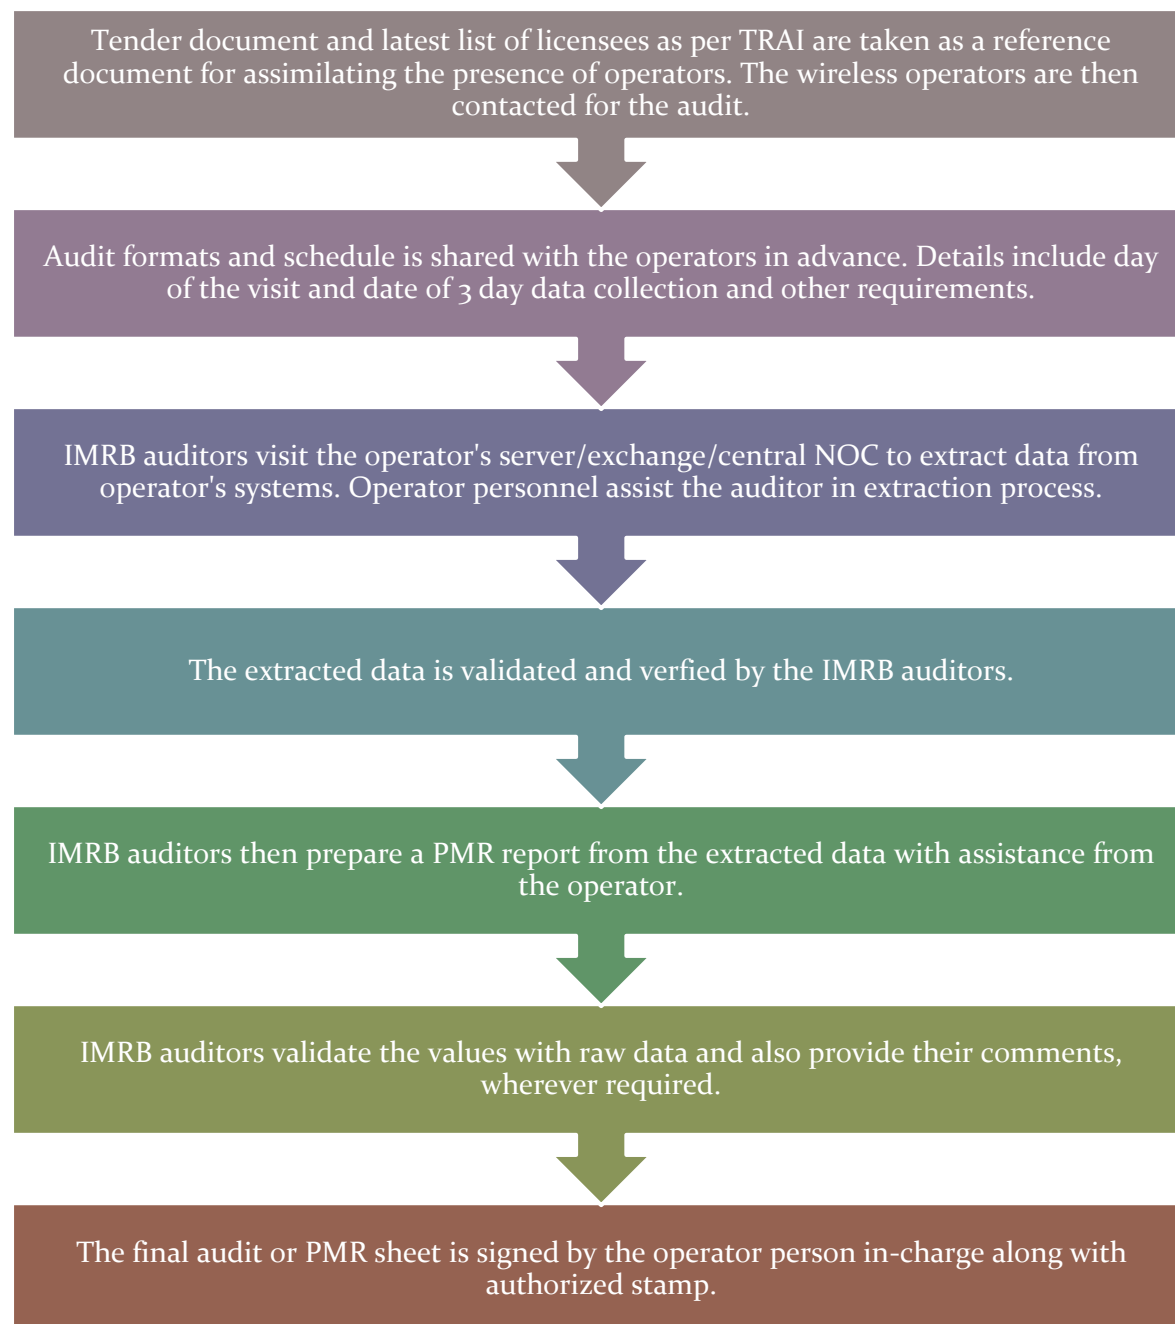 Tender document and latest list of licensees as per TRAI are taken as a reference
document for assimilating the presence of operators. The wireless operators are then
contacted for the audit.
Audit formats and schedule is shared with the operators in advance. Details include day
of the visit and date of 3 day data collection and other requirements.
IMRB auditors visit the operator's server/exchange/central NOC to extract data from
operator's systems. Operator personnel assist the auditor in extraction process.
The extracted data is validated and verfied by the IMRB auditors.
IMRB auditors then prepare a PMR report from the extracted data with assistance from
the operator.
IMRB auditors validate the values with raw data and also provide their comments,
wherever required.
The final audit or PMR sheet is signed by the operator person in-charge along with
authorized stamp.